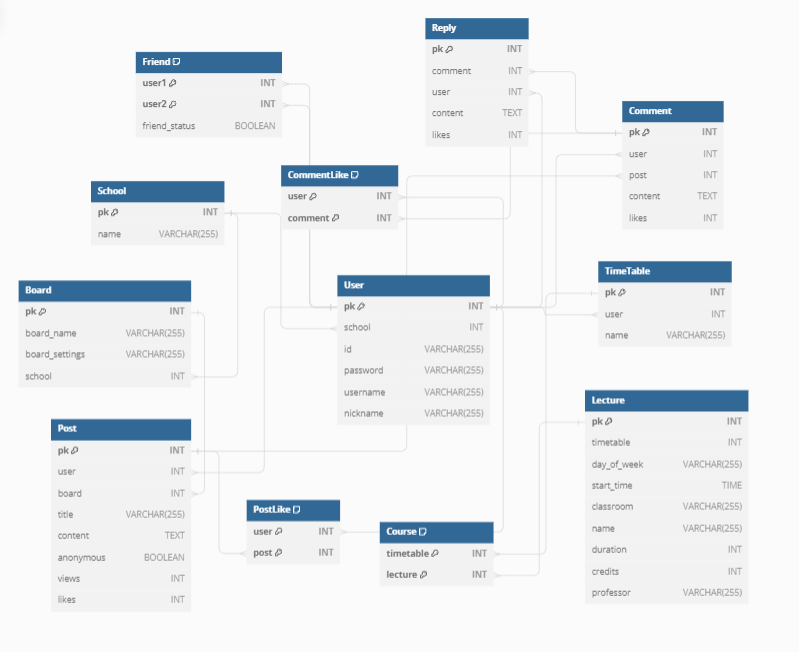 Reply
pk INT
comment INT
user INT
content TEXT
likes INT
Friend
user1 INT
user2 INT
friend_status BOOLEAN
Comment
pk INT
user INT
post INT
content TEXT
likes INT
CommentLike
user INT
comment INT
School
pk INT
name VARCHAR(255)
TimeTable
pk INT
user INT
name VARCHAR(255)
User
pk INT
school INT
id VARCHAR(255)
password VARCHAR(255)
username VARCHAR(255)
nickname VARCHAR(255)
Board
pk INT
board_name VARCHAR(255)
board_settings VARCHAR(255)
school INT
Lecture
pk INT
timetable INT
day_of_week VARCHAR(255)
start_time TIME
classroom VARCHAR(255)
name VARCHAR(255)
duration INT
credits INT
professor VARCHAR(255)
Post
pk INT
user INT
board INT
title VARCHAR(255)
content TEXT
anonymous BOOLEAN
views INT
likes INT
PostLike
user INT
post INT
Course
timetable INT
lecture INT